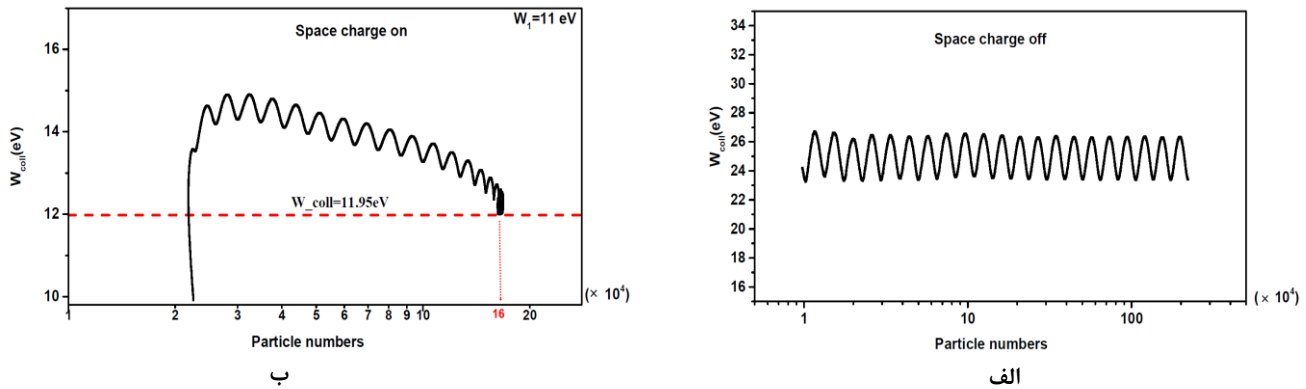 Space charge on
W₁=11 eV
16
14
12
10
W_coll(eV)
W_coll=11.95eV
1 2 3 4 5 6 7 8 9 10 16 20
(× 10⁴)
Particle numbers
ب
Space charge off
34
32
30
28
26
24
22
20
18
16
W_coll(eV)
1 10 100
(× 10⁴)
Particle numbers
الف